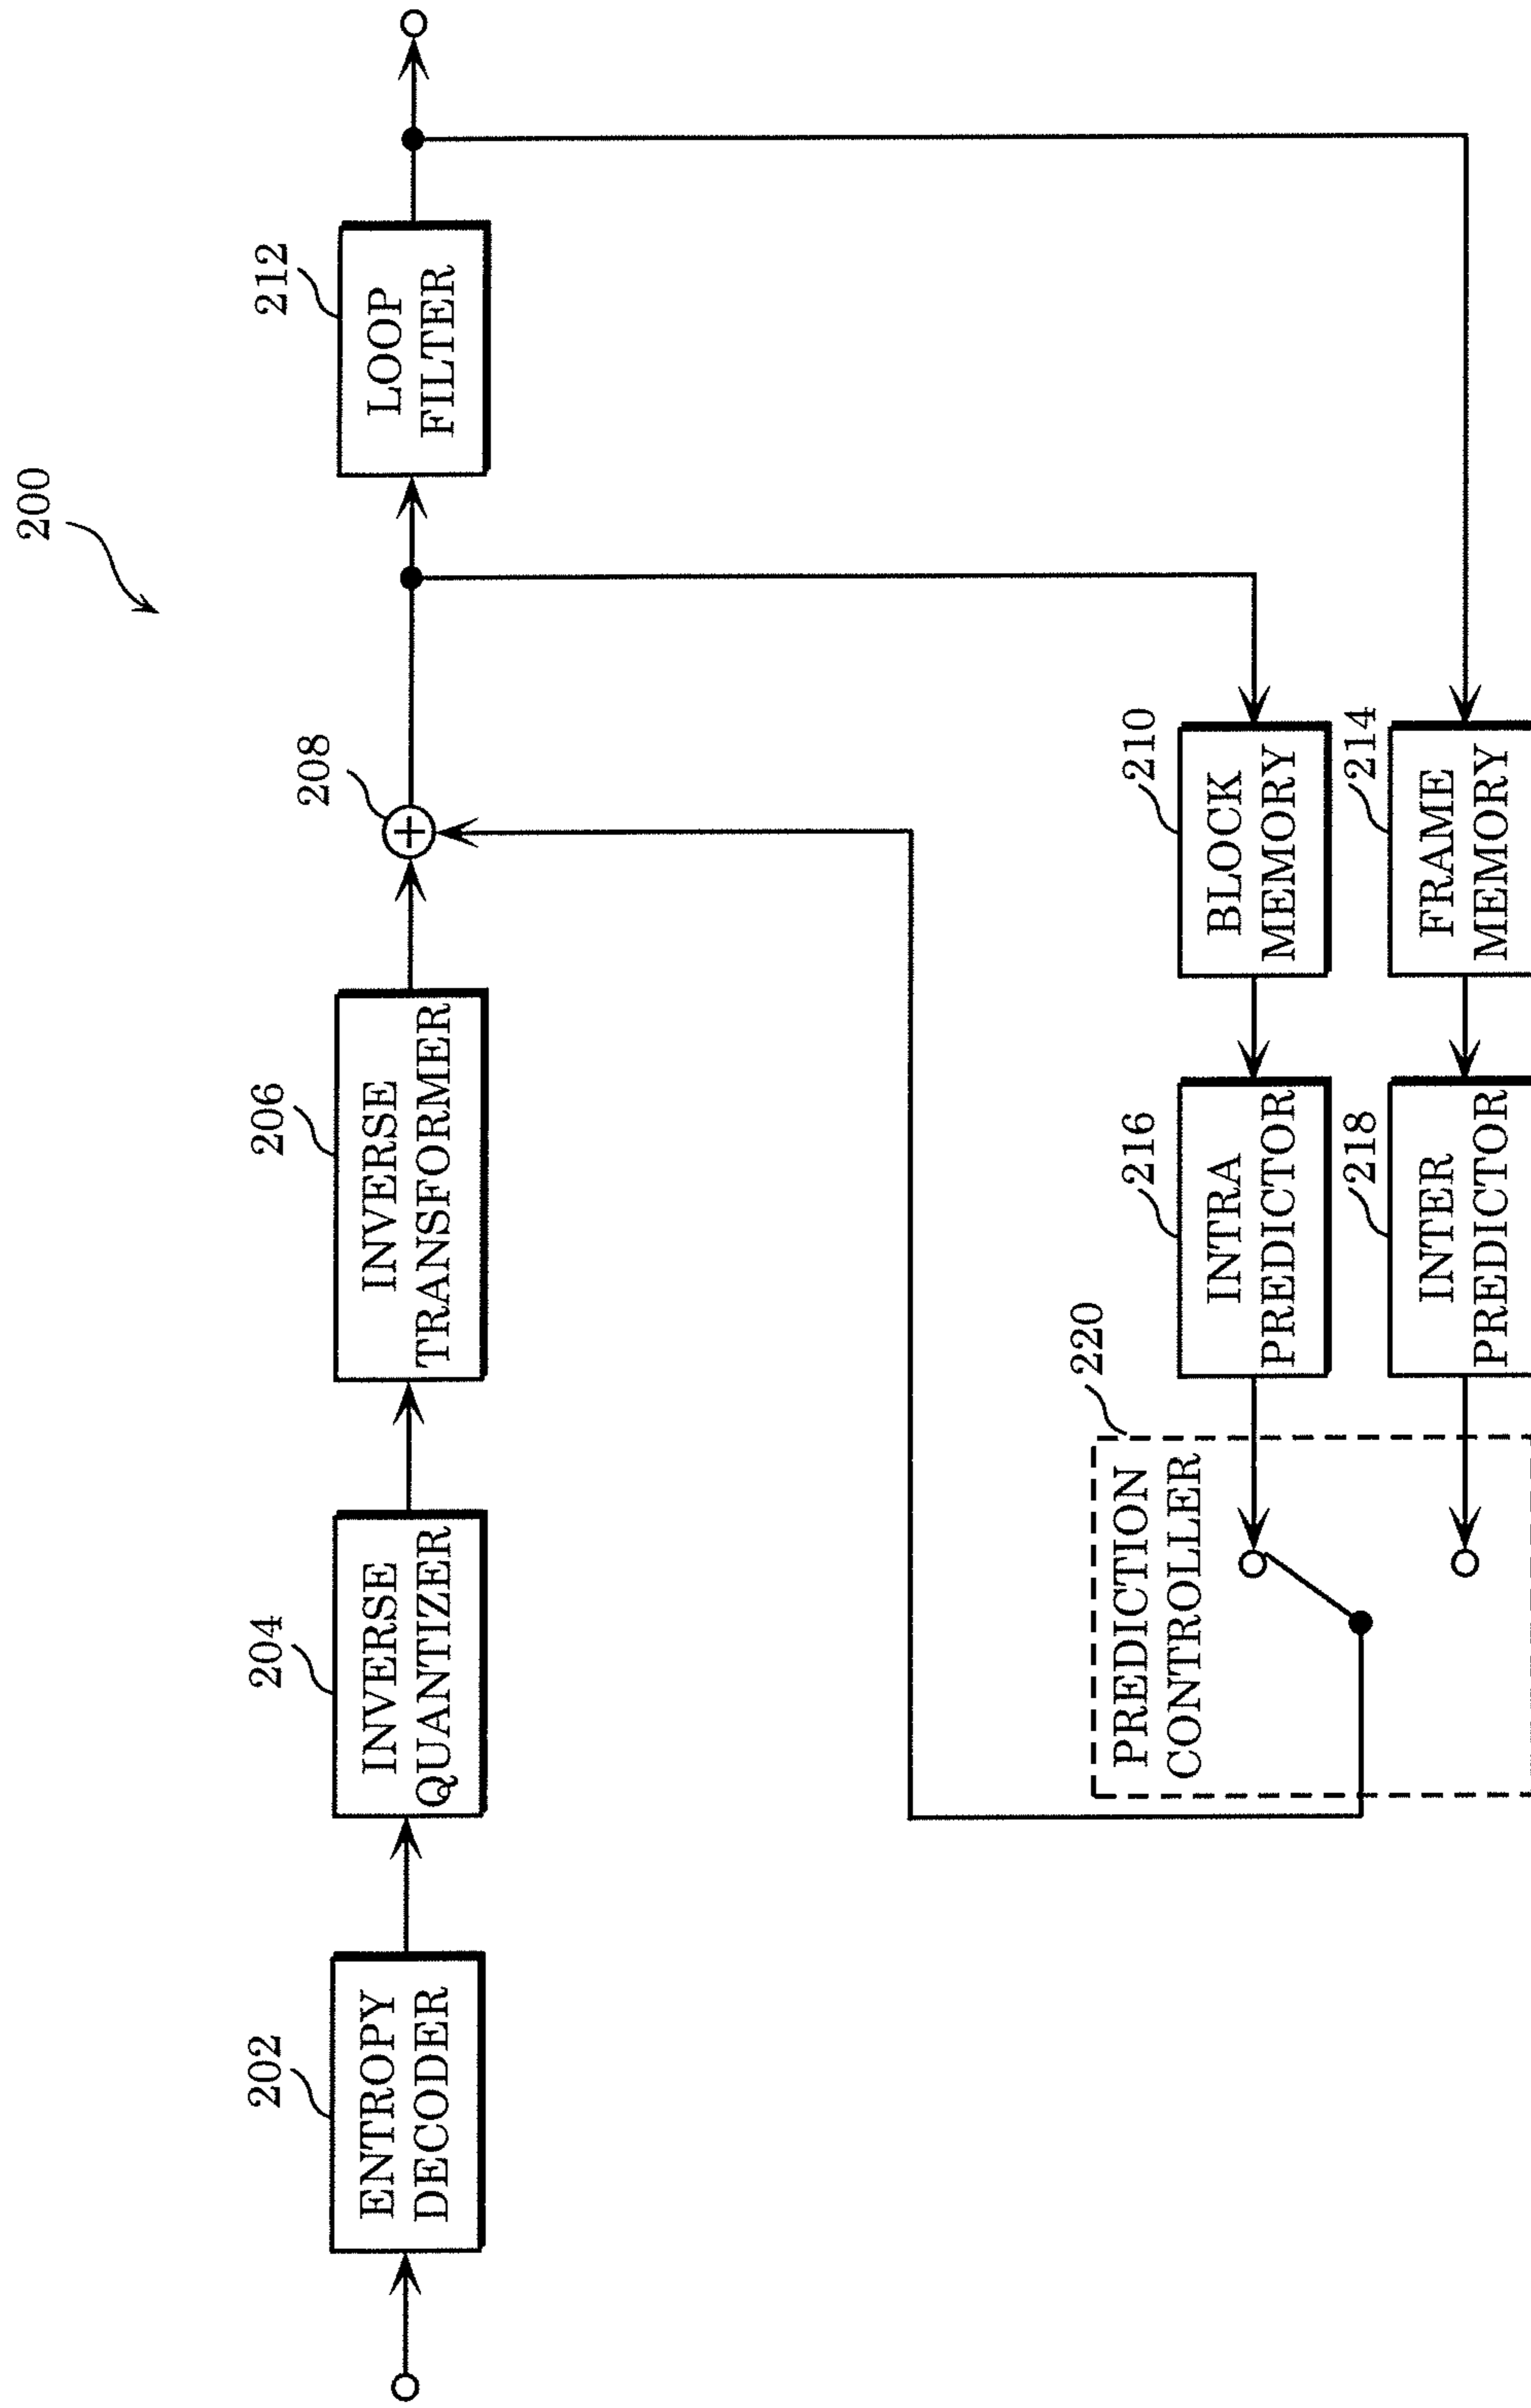 200
202
ENTROPY
DECODER
204
INVERSE
QUANTIZER
206
INVERSE
TRANSFORMER
208
+
212
LOOP
FILTER
220
PREDICTION
CONTROLLER
216
INTRA
PREDICTOR
210
BLOCK
MEMORY
218
INTER
PREDICTOR
214
FRAME
MEMORY